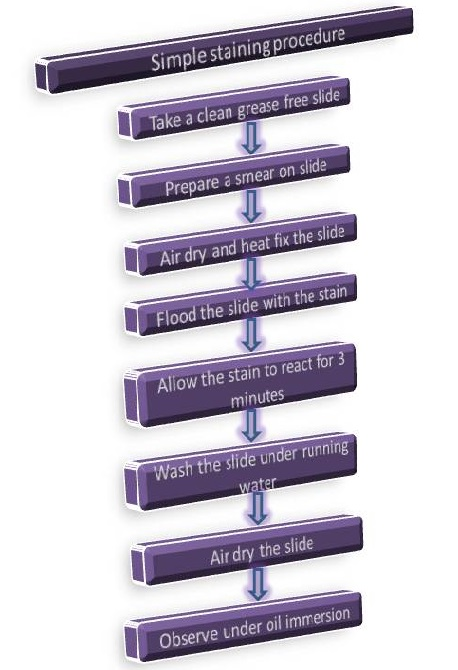 Simple staining procedure
Take a clean grease free slide
Prepare a smear on slide
Air dry and heat fix the slide
Flood the slide with the stain
Allow the stain to react for 3
minutes
Wash the slide under running
water
Air dry the slide
Observe under oil immersion